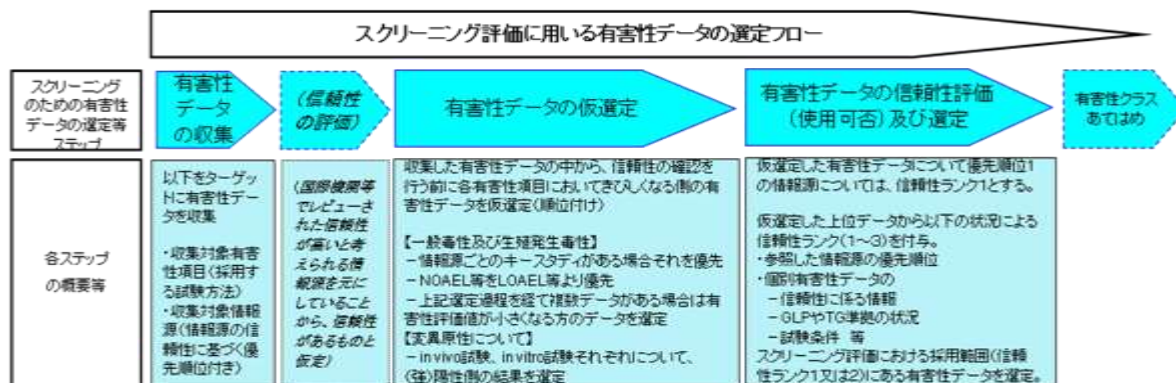 スクリーニング評価に用いる有害性データの選定フロー
スクリーニング
のための有害性
データの選定等
ステップ
有害性
データ
の収集
(信頼性
の評価)
有害性データの仮選定
有害性データの信頼性評価
(使用可否)及び選定
有害性クラス
あてはめ
各ステップ
の概要等
以下をターゲッ
トに有害性デー
タを収集
・収集対象有害
性項目(採用す
る試験方法)
・収集対象情報
源(情報源の信
頼性に基づく優
先順位付き)
(国際機関等
でレビューさ
れた信頼性
が高いと考
えられる情
報源を元に
していること
から、信頼性
があるものと
仮定)
収集した有害性データの中から、信頼性の確認を
行う前に各有害性項目においてきびしくなる側の有
害性データを仮選定(順位付け)
【一般毒性及び生殖発生毒性】
－情報源ごとのキースタディがある場合それを優先
－NOAEL等をLOAEL等より優先
－上記選定過程を経て複数データがある場合は有
害性評価値が小さくなる方のデータを選定
【変異原性について】
－in vivo試験、in vitro試験それぞれについて、
(強)陽性側の結果を選定
仮選定した有害性データについて優先順位1
の情報源については、信頼性ランク1とする。
仮選定した上位データから以下の状況による
信頼性ランク(1～3)を付与。
・参照した情報源の優先順位
・個別有害性データの
－信頼性に係る情報
－GLPやTG準拠の状況
－試験条件 等
スクリーニング評価における採用範囲(信頼
性ランク1又は2)にある有害性データを選定。